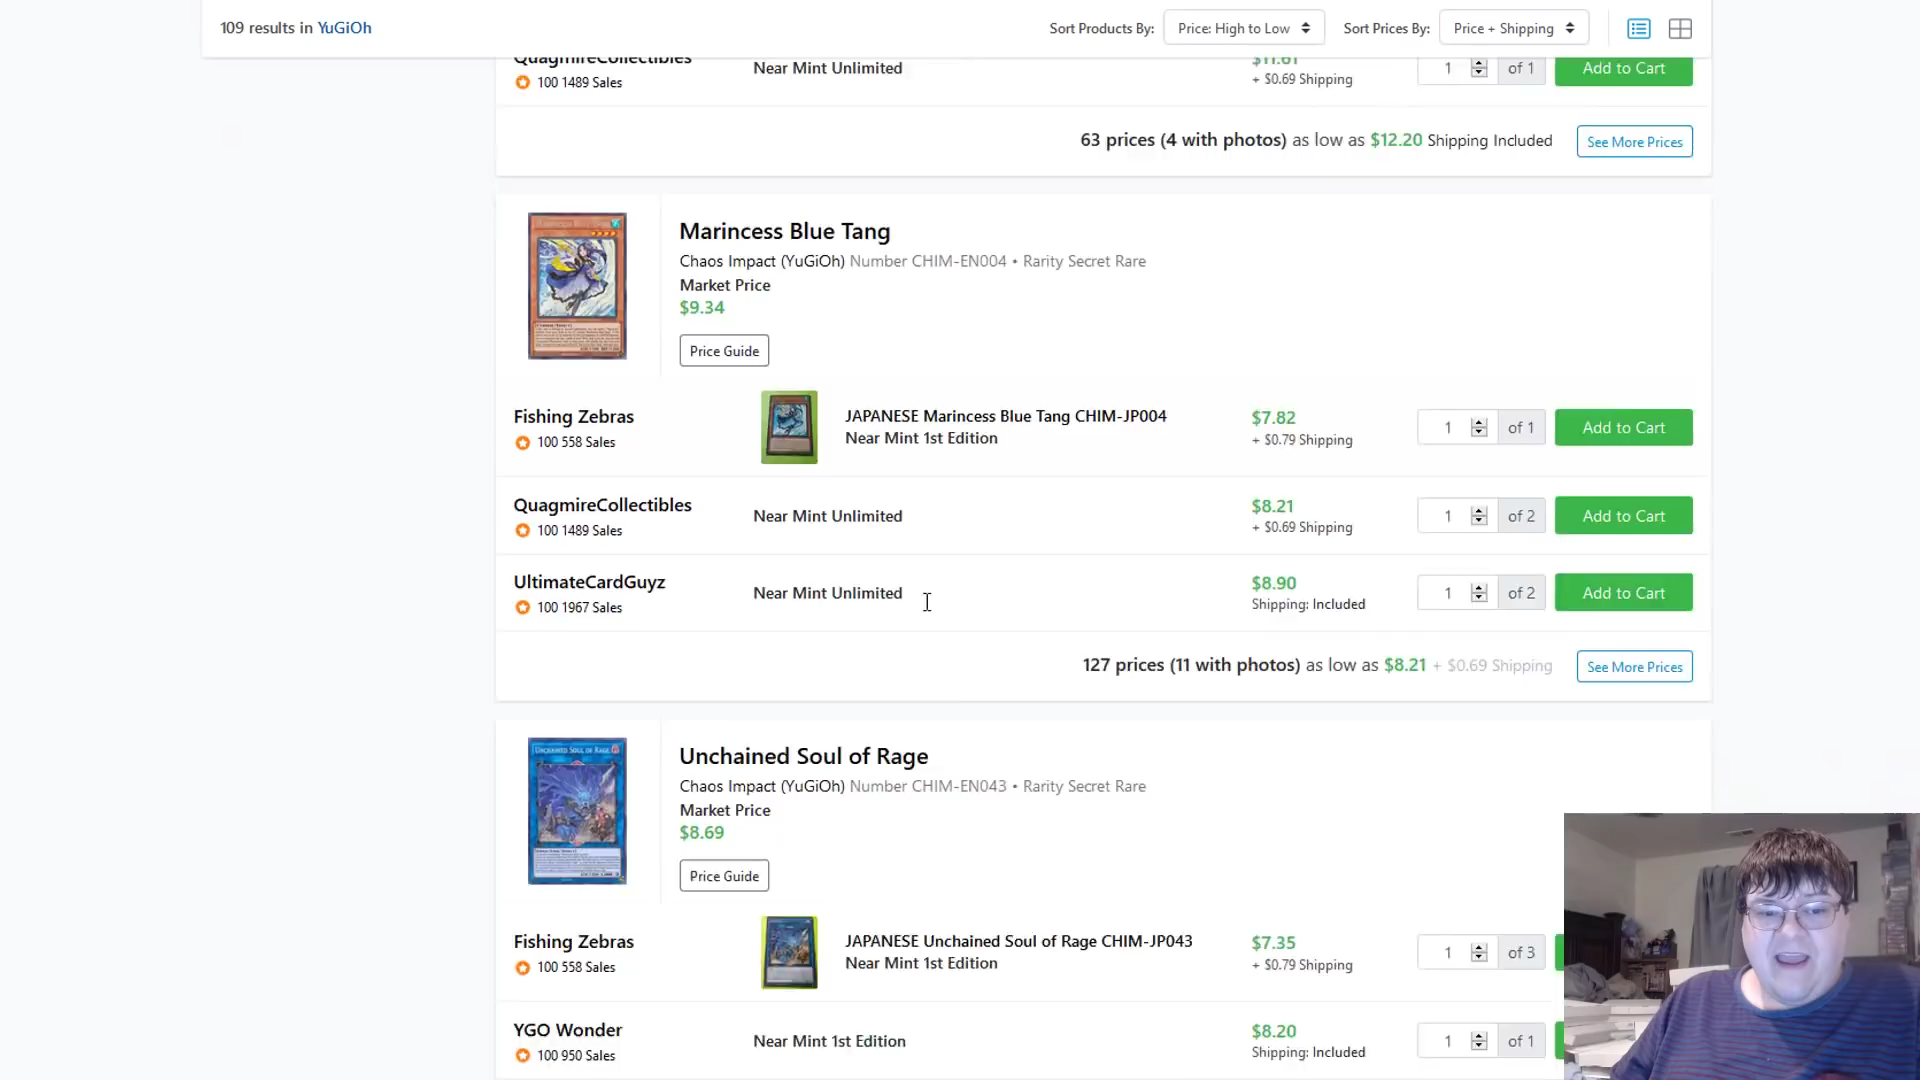 109 results in YuGiOh
Sort Products By: Price: High to Low Sort Prices By: Price + Shipping
QuagmireCollectibles
100 1489 Sales
Near Mint Unlimited
$11.61
+ $0.69 Shipping
1 of 1 Add to Cart
63 prices (4 with photos) as low as $12.20 Shipping Included See More Prices
Marincess Blue Tang
Chaos Impact (YuGiOh) Number CHIM-EN004 • Rarity Secret Rare
Market Price
$9.34
Price Guide
Fishing Zebras
100 558 Sales
JAPANESE Marincess Blue Tang CHIM-JP004
Near Mint 1st Edition
$7.82
+ $0.79 Shipping
1 of 1 Add to Cart
QuagmireCollectibles
100 1489 Sales
Near Mint Unlimited
$8.21
+ $0.69 Shipping
1 of 2 Add to Cart
UltimateCardGuyz
100 1967 Sales
Near Mint Unlimited
$8.90
Shipping: Included
1 of 2 Add to Cart
127 prices (11 with photos) as low as $8.21 + $0.69 Shipping See More Prices
UNCHAINED SOUL OF RAGE
Unchained Soul of Rage
Chaos Impact (YuGiOh) Number CHIM-EN043 • Rarity Secret Rare
Market Price
$8.69
Price Guide
Fishing Zebras
100 558 Sales
JAPANESE Unchained Soul of Rage CHIM-JP043
Near Mint 1st Edition
$7.35
+ $0.79 Shipping
1 of 3
YGO Wonder
100 950 Sales
Near Mint 1st Edition
$8.20
Shipping: Included
1 of 1